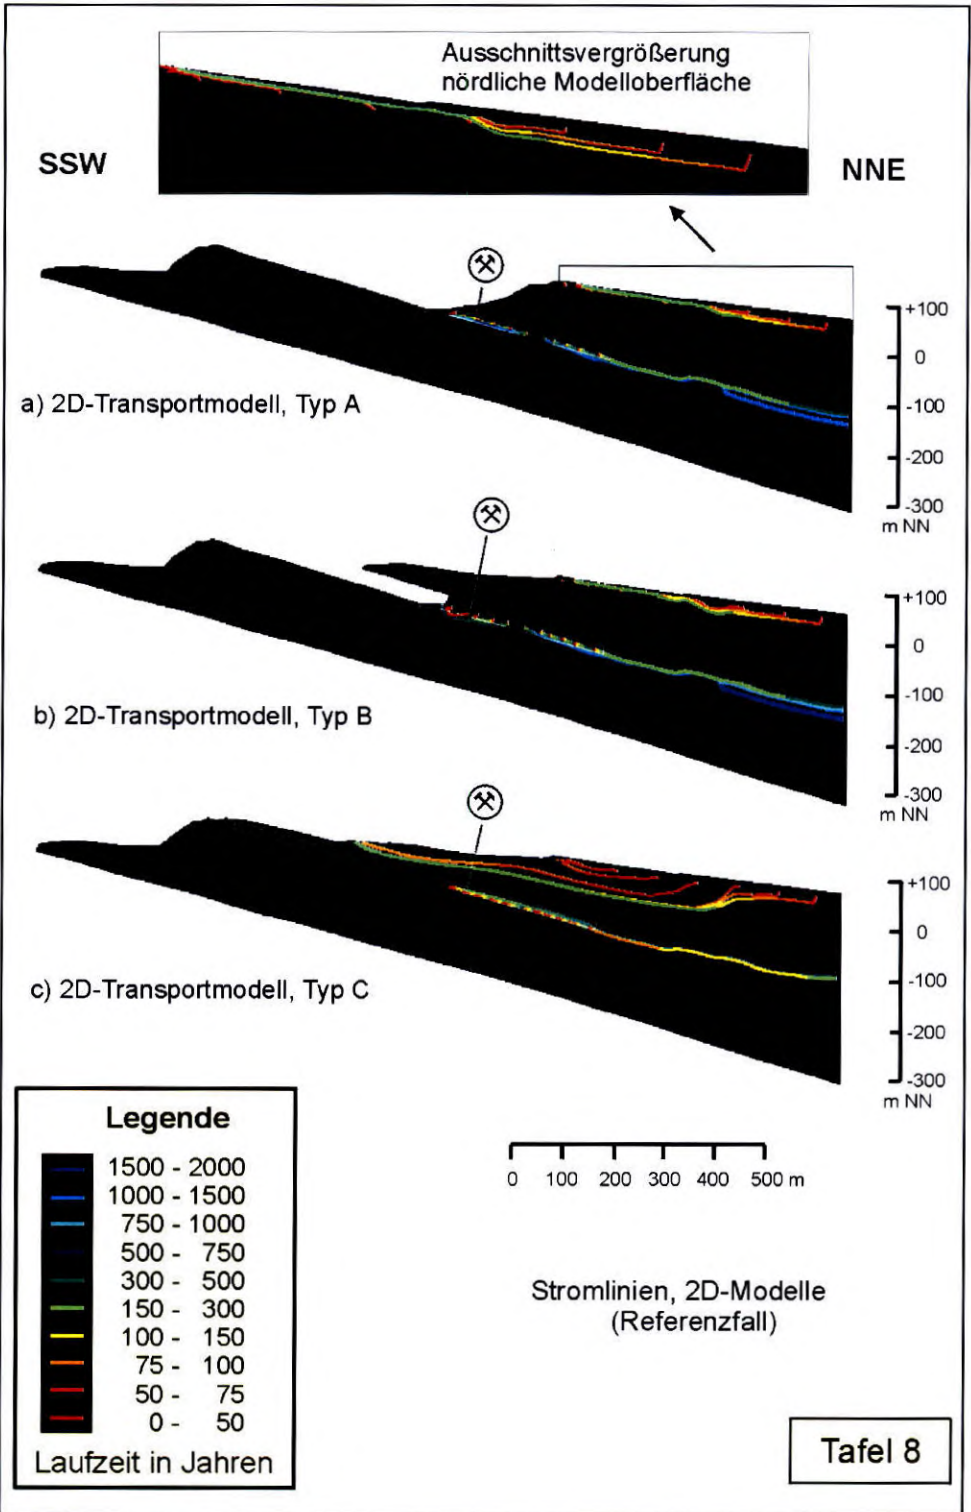 Ausschnittsvergrößerung
nördliche Modelloberfläche
SSW
NNE
+100
0
-100
-200
-300
m NN
a) 2D-Transportmodell, Typ A
+100
0
-100
-200
-300
m NN
b) 2D-Transportmodell, Typ B
+100
0
-100
-200
-300
m NN
c) 2D-Transportmodell, Typ C
Legende
1500 - 2000
1000 - 1500
750 - 1000
500 - 750
300 - 500
150 - 300
100 - 150
75 - 100
50 - 75
0 - 50
Laufzeit in Jahren
0 100 200 300 400 500 m
Stromlinien, 2D-Modelle
(Referenzfall)
Tafel 8